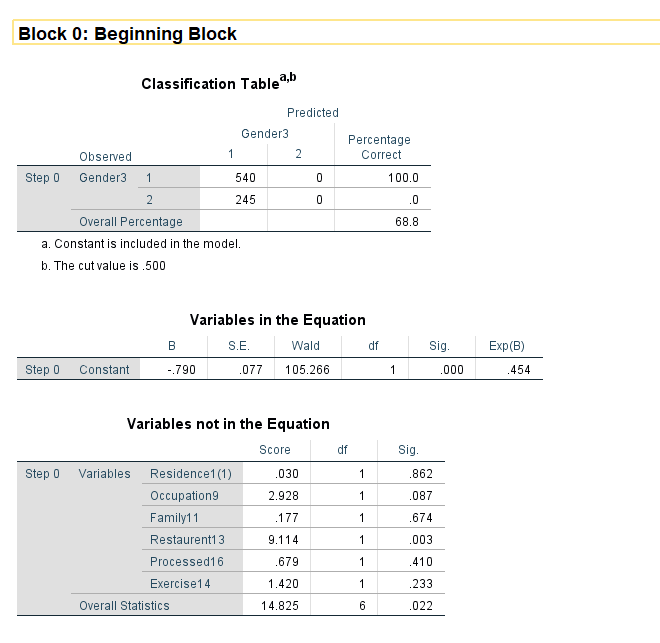 Block 0: Beginning Block
Classification Table a,b
Predicted
Gender3
Percentage
Correct
Observed 1 2
Step 0 Gender3 1 540 0 100.0
2 245 0 .0
Overall Percentage 68.8
a. Constant is included in the model.
b. The cut value is .500
Variables in the Equation
B S.E. Wald df Sig. Exp(B)
Step 0 Constant -.790 .077 105.266 1 .000 .454
Variables not in the Equation
Score df Sig.
Step 0 Variables Residence1(1) .030 1 .862
Occupation9 2.928 1 .087
Family11 .177 1 .674
Restaurent13 9.114 1 .003
Processed16 .679 1 .410
Exercise14 1.420 1 .233
Overall Statistics 14.825 6 .022